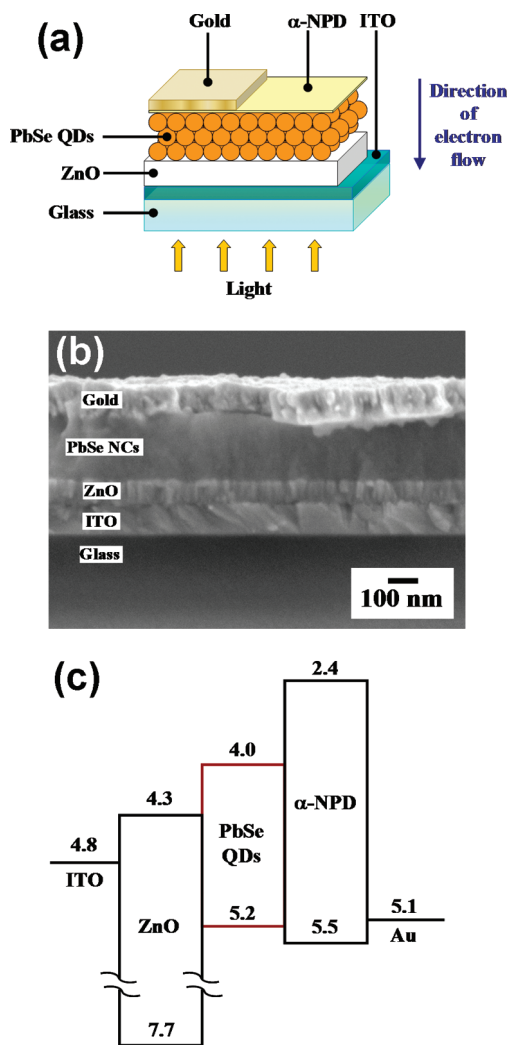 (a)
Gold
α-NPD
ITO
PbSe QDs
ZnO
Glass
Direction
of
electron
flow
Light
(b)
Gold
PbSe NCs
ZnO
ITO
Glass
100 nm
(c)
2.4
4.0
4.3
α-NPD
4.8
PbSe
QDs
ITO
5.2
5.5
5.1
ZnO
Au
7.7